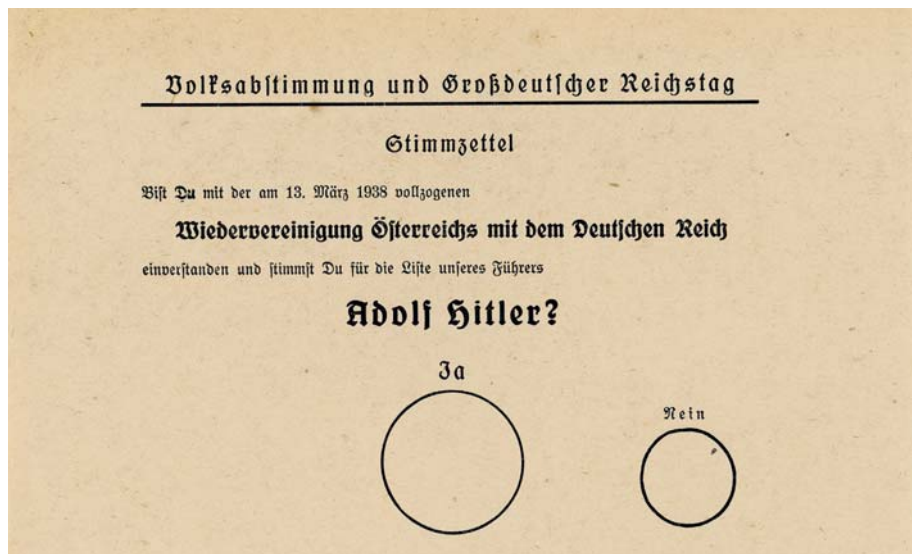 Volksabstimmung und Großdeutscher Reichstag
Stimmzettel
Bist Du mit der am 13. März 1938 vollzogenen
Wiedervereinigung Österreichs mit dem Deutschen Reich
einverstanden und stimmst Du für die Liste unseres Führers
Adolf Hitler?
Ja
Nein